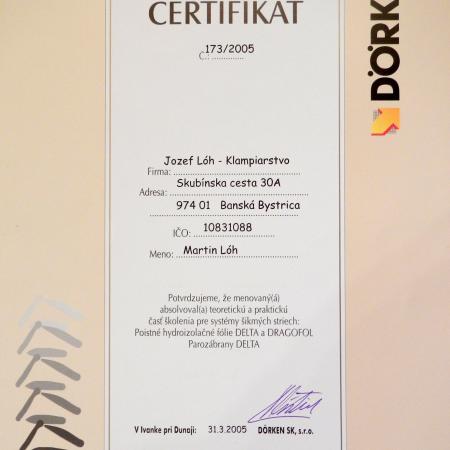 CERTIFIKÁT
Č.: 173/2005
DÖRKEN
Jozef Lóh - Klampiarstvo
Firma:
Skubínska cesta 30A
Adresa:
974 01 Banská Bystrica
IČO: 10831088
Meno: Martin Lóh
Potvrdzujeme, že menovaný(á)
absolvoval(a) teoretickú a praktickú
časť školenia pre systémy šikmých striech:
Poistné hydroizolačné fólie DELTA a DRAGOFOL
Parozábrany DELTA
V Ivanke pri Dunaji: 31.3.2005 DÖRKEN SK, s.r.o.